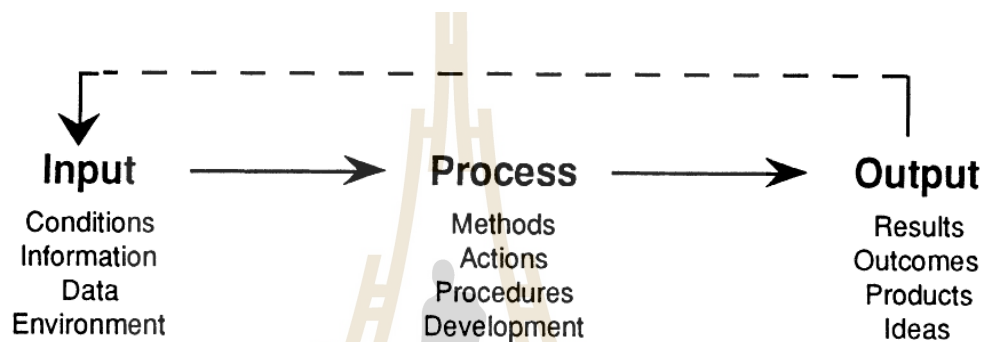 Input
Conditions
Information
Data
Environment
Process
Methods
Actions
Procedures
Development
Output
Results
Outcomes
Products
Ideas